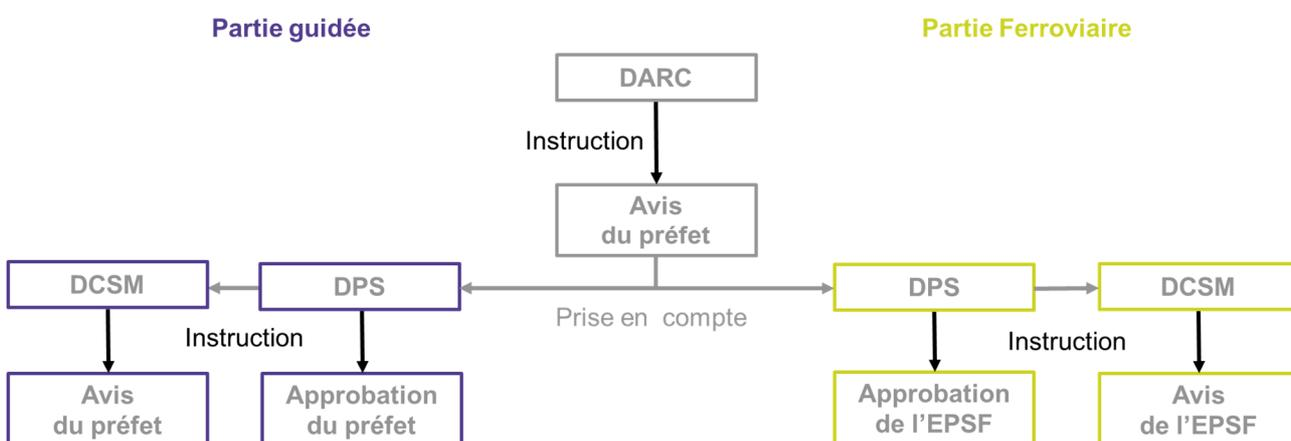 Partie guidée
Partie Ferroviaire
DARC
Instruction
Avis
du préfet
DCSM
DPS
Prise en compte
DPS
DCSM
Instruction
Instruction
Avis
du préfet
Approbation
du préfet
Approbation
de l'EPSF
Avis
de l'EPSF